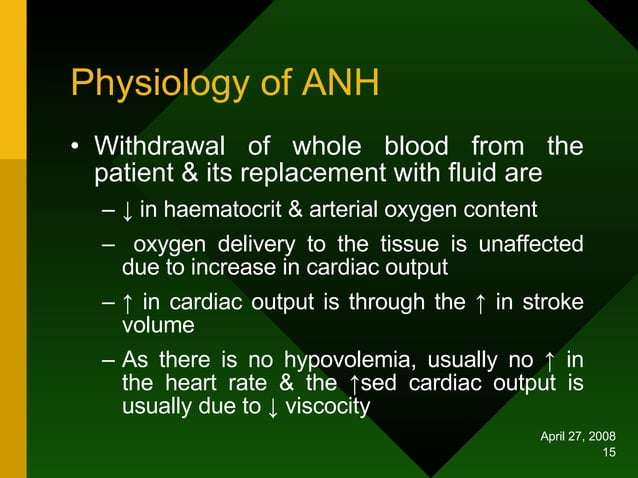 Physiology of ANH
• Withdrawal of whole blood from the
patient & its replacement with fluid are
– ↓ in haematocrit & arterial oxygen content
– oxygen delivery to the tissue is unaffected
due to increase in cardiac output
– ↑ in cardiac output is through the ↑ in stroke
volume
– As there is no hypovolemia, usually no ↑ in
the heart rate & the ↑sed cardiac output is
usually due to ↓ viscocity
April 27, 2008
15